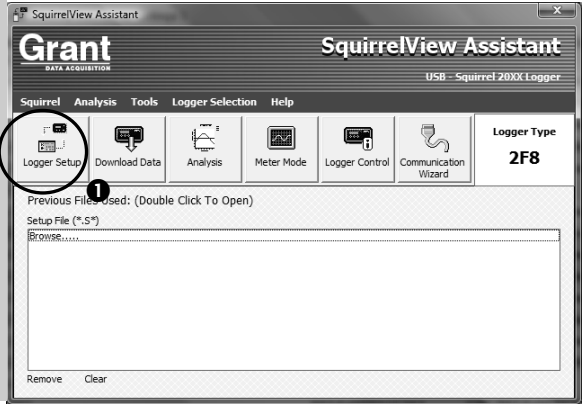 SquirrelView Assistant
Grant
DATA ACQUISITION
SquirrelView Assistant
USB - Squirrel 20XX Logger
Squirrel Analysis Tools Logger Selection Help
Logger Setup
Download Data
Analysis
Meter Mode
Logger Control
Communication
Wizard
Logger Type
2F8
1
Previous Files Used: (Double Click To Open)
Setup File (*.S*)
Browse.....
Remove Clear